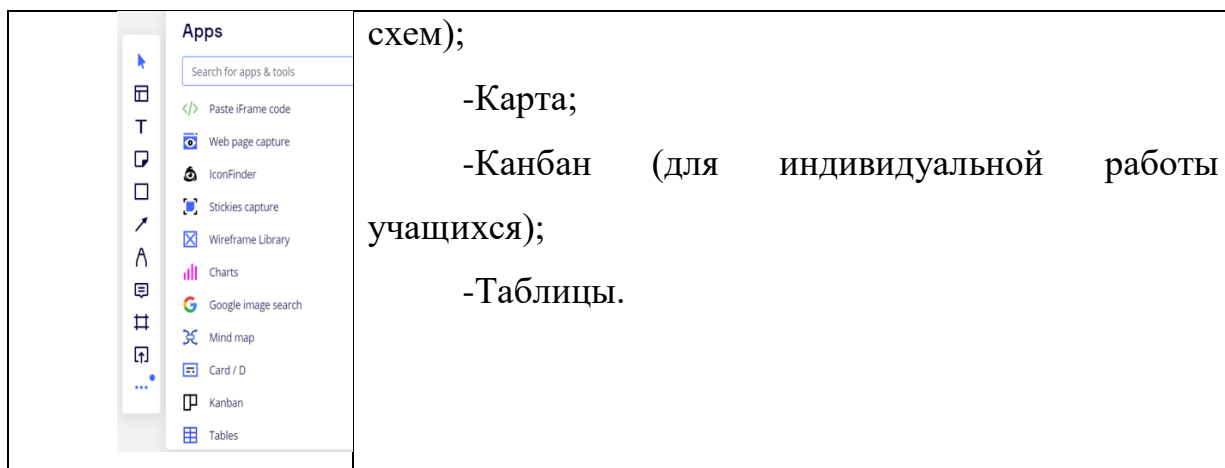 Apps
Search for apps & tools
Paste iFrame code
Web page capture
IconFinder
Stickies capture
Wireframe Library
Charts
Google image search
Mind map
Card / D
Kanban
Tables
схем);
-Карта;
-Канбан (для индивидуальной работы
учащихся);
-Таблицы.